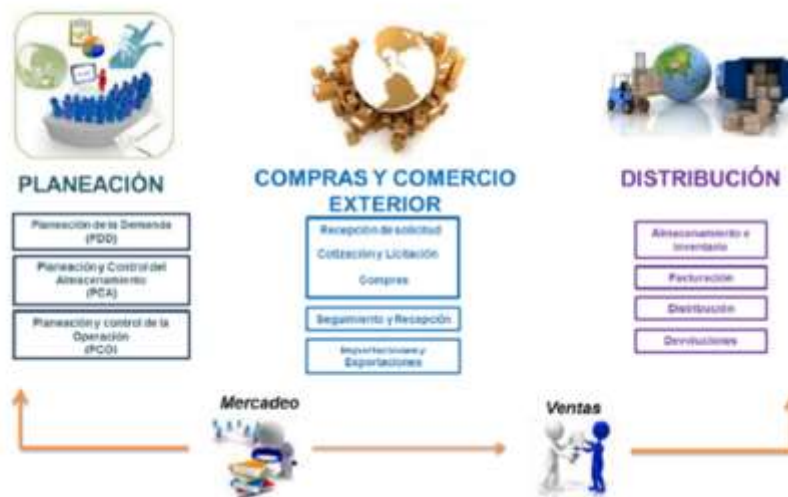 PLANEACIÓN
Planeación de la Demanda
(PDD)
Planeación y Control del
Almacenamiento
(PCA)
Planeación y control de la
Operación
(PCO)
COMPRAS Y COMERCIO
EXTERIOR
Recepción de solicitud
Cotización y Licitación
Compras
Seguimiento y Recepción
Importaciones y
Exportaciones
DISTRIBUCIÓN
Almacenamiento e
Inventario
Facturación
Distribución
Devoluciones
Mercadeo
Ventas